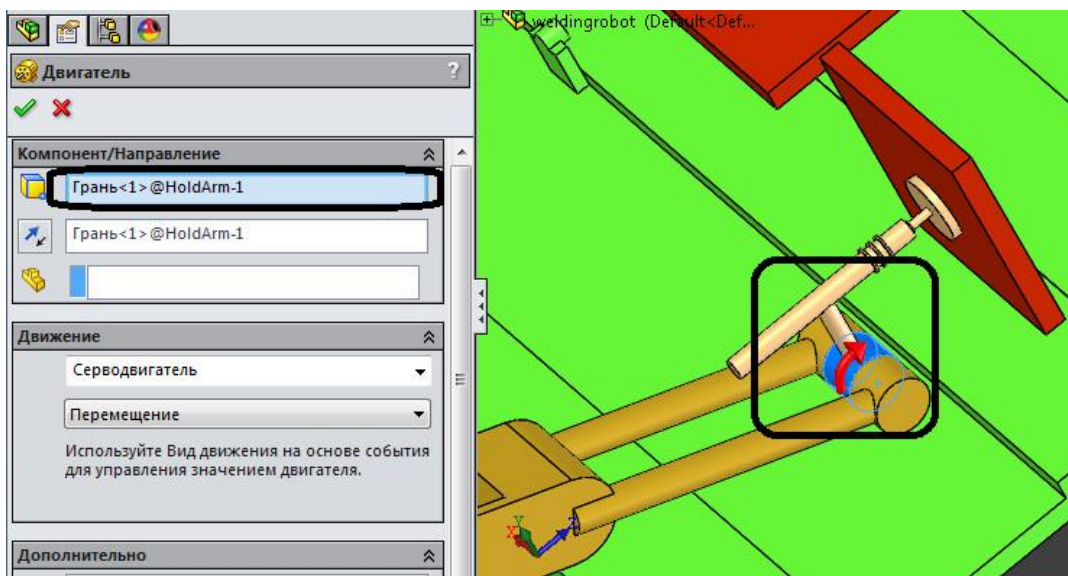 weldingrobot (Default<Def...
Двигатель ?
Компонент/Направление
Грань<1>@HoldArm-1
Грань<1>@HoldArm-1
Движение
Серводвигатель
Перемещение
Используйте Вид движения на основе события
для управления значением двигателя.
Дополнительно
X
Y
Z